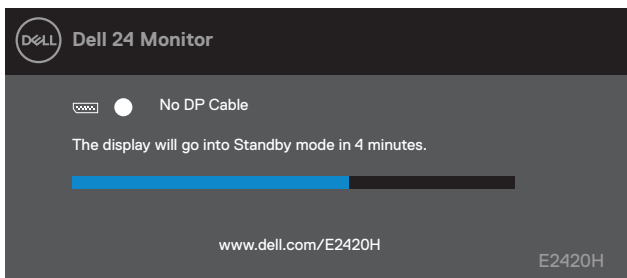 DELL Dell 24 Monitor
No DP Cable
The display will go into Standby mode in 4 minutes.
www.dell.com/E2420H
E2420H